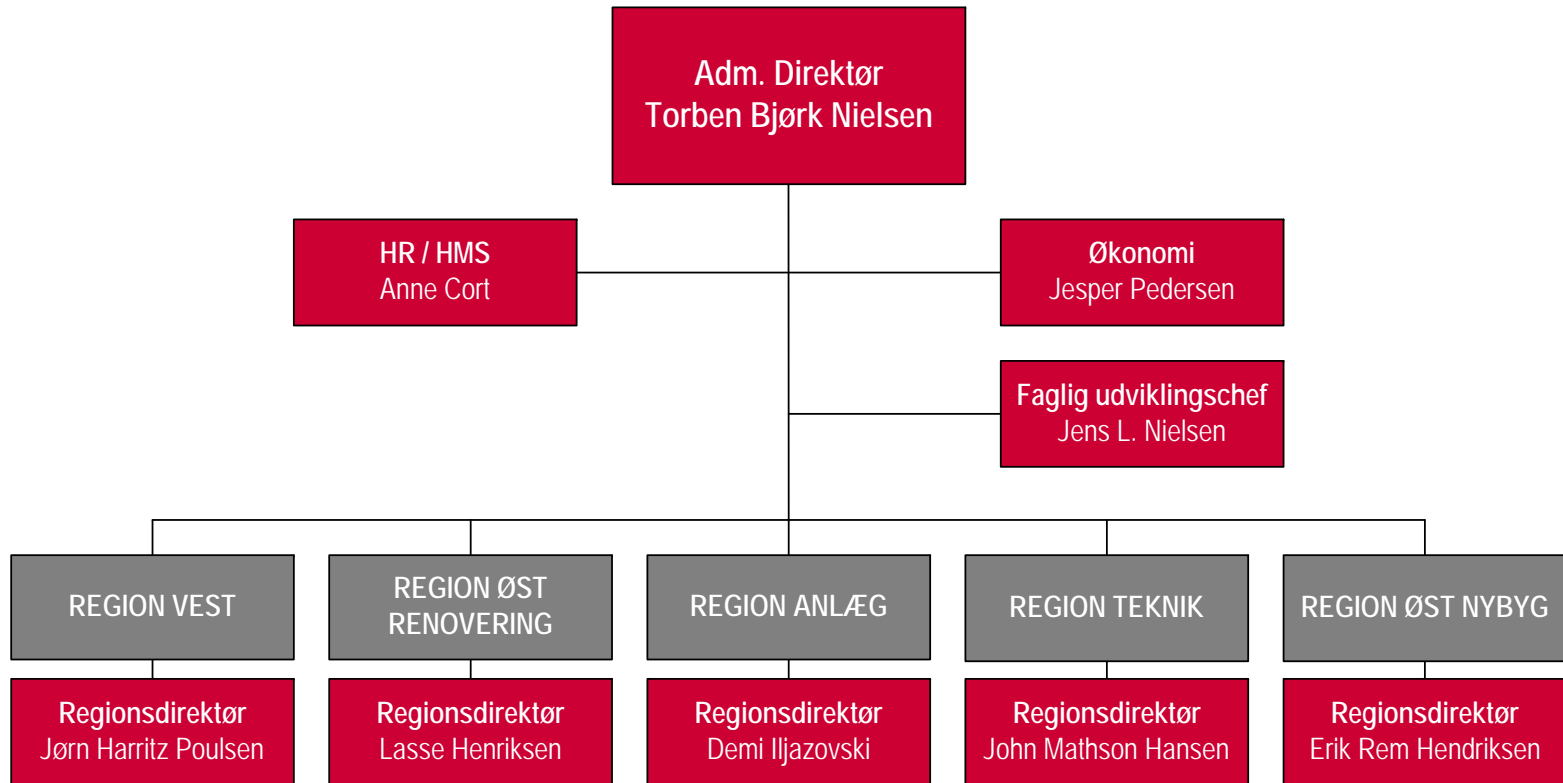 Adm. Direktør
Torben Bjørk Nielsen
HR / HMS
Anne Cort
Økonomi
Jesper Pedersen
Faglig udviklingschef
Jens L. Nielsen
REGION VEST
REGION ØST
RENOVERING
REGION ANLÆG
REGION TEKNIK
REGION ØST NYBYG
Regionsdirektør
Jørn Harritz Poulsen
Regionsdirektør
Lasse Henriksen
Regionsdirektør
Demi Iljazovski
Regionsdirektør
John Mathson Hansen
Regionsdirektør
Erik Rem Hendriksen